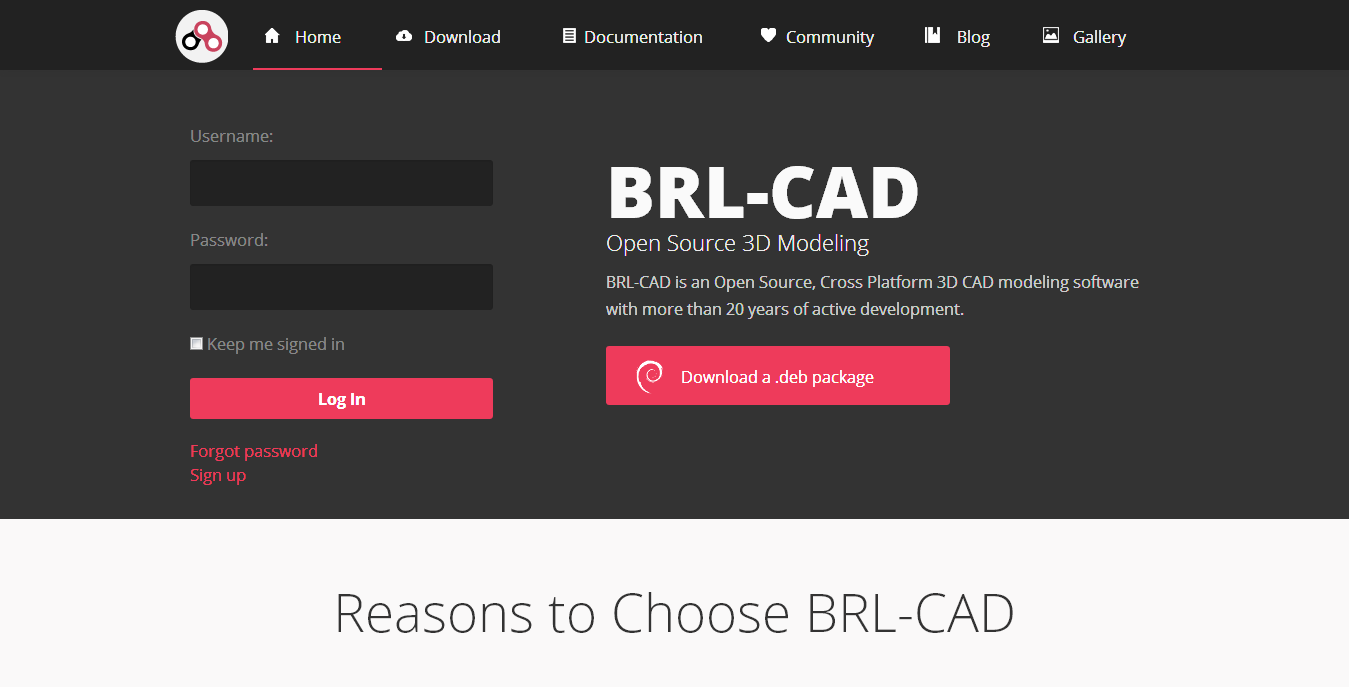 Home Download Documentation Community Blog Gallery
Username:
Password:
Keep me signed in
Log In
Forgot password
Sign up
BRL-CAD
Open Source 3D Modeling
BRL-CAD is an Open Source, Cross Platform 3D CAD modeling software
with more than 20 years of active development.
Download a .deb package
Reasons to Choose BRL-CAD